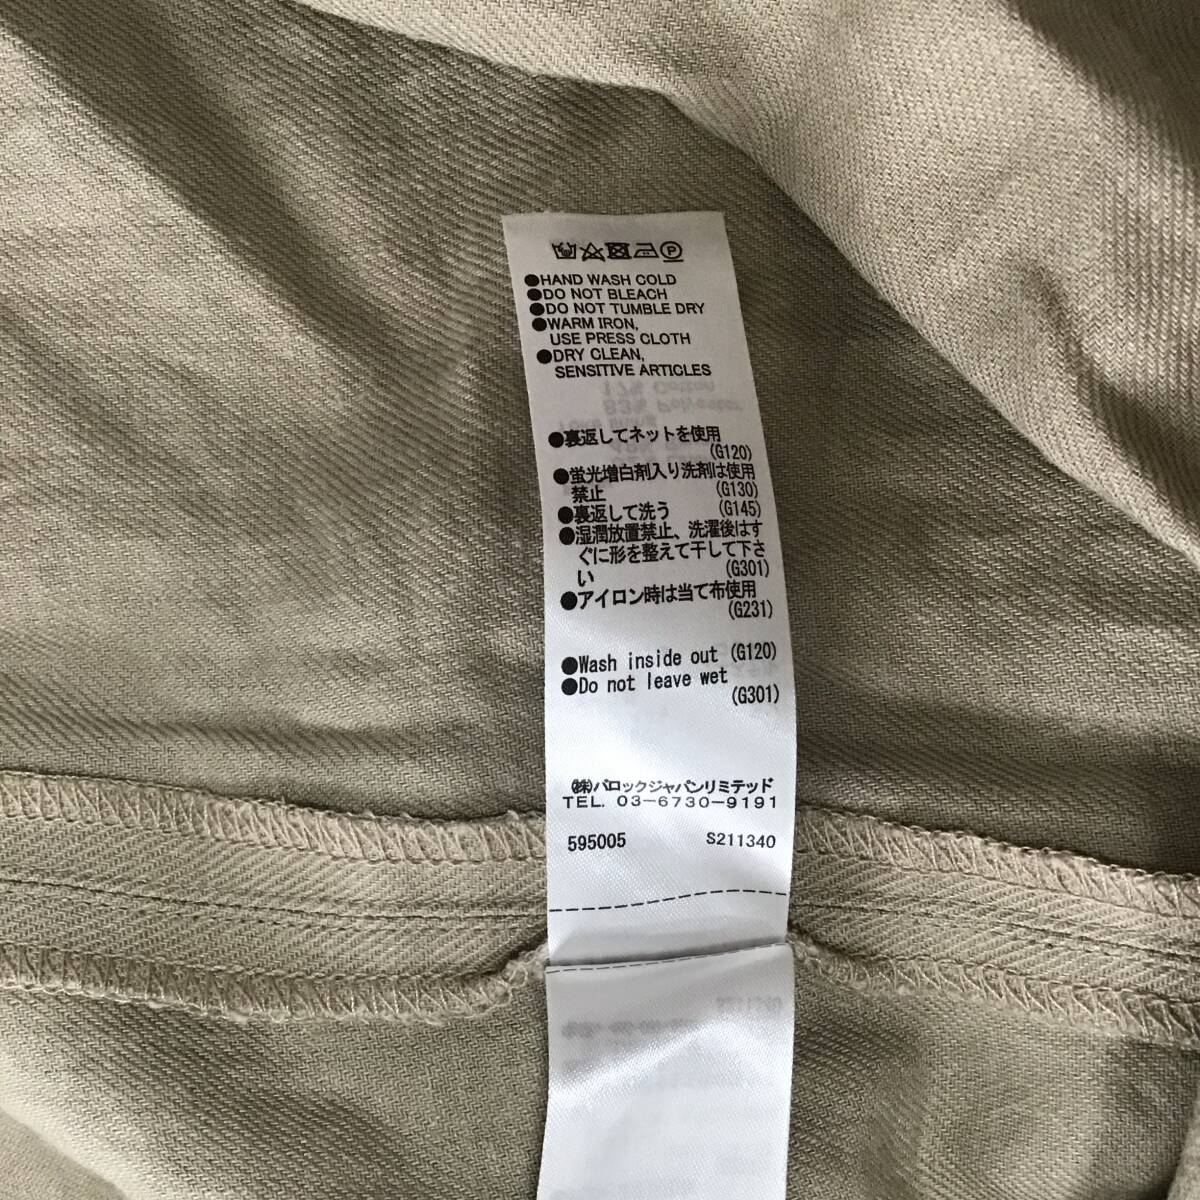 ●HAND WASH COLD
●DO NOT BLEACH
●DO NOT TUMBLE DRY
●WARM IRON,
USE PRESS CLOTH
●DRY CLEAN,
SENSITIVE ARTICLES
17% Cotton
83% Polyester
●裏返してネットを使用
(G120)
●蛍光増白剤入り洗剤は使用
禁止 (G130)
●裏返して洗う (G145)
●湿潤放置禁止、洗濯後はす
ぐに形を整えて干して下さ
い (G301)
●アイロン時は当て布使用
(G231)
●Wash inside out (G120)
●Do not leave wet
(G301)
㈱バロックジャパンリミテッド
TEL. 03-6730-9191
595005 S211340